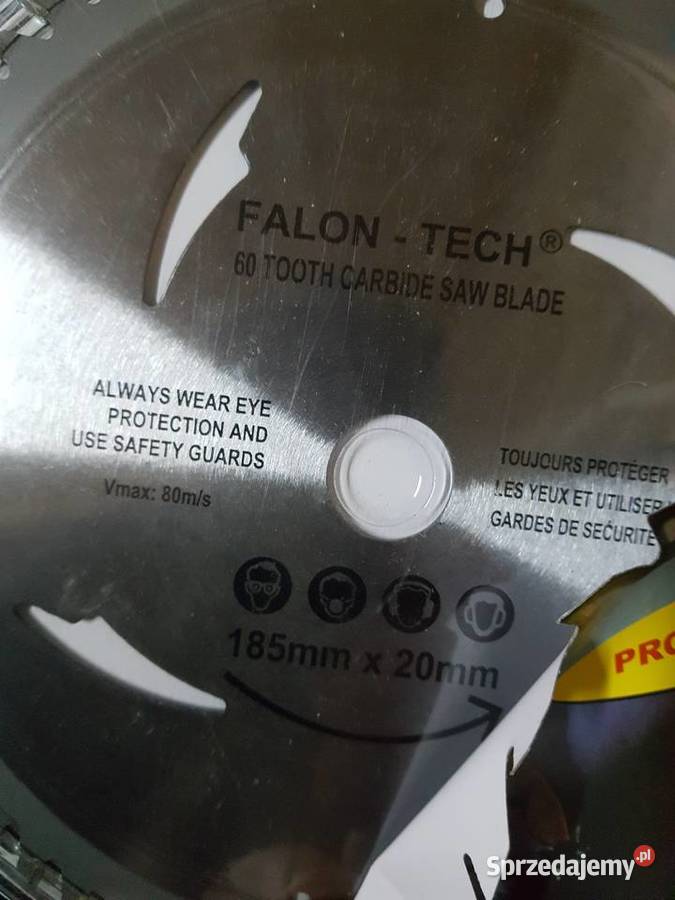 FALON - TECH®
60 TOOTH CARBIDE SAW BLADE
ALWAYS WEAR EYE
PROTECTION AND
USE SAFETY GUARDS
Vmax: 80m/s
TOUJOURS PROTÉGER
LES YEUX ET UTILISER
GARDES DE SÉCURITÉ
185mm x 20mm
PRO
Sprzedajemy.pl